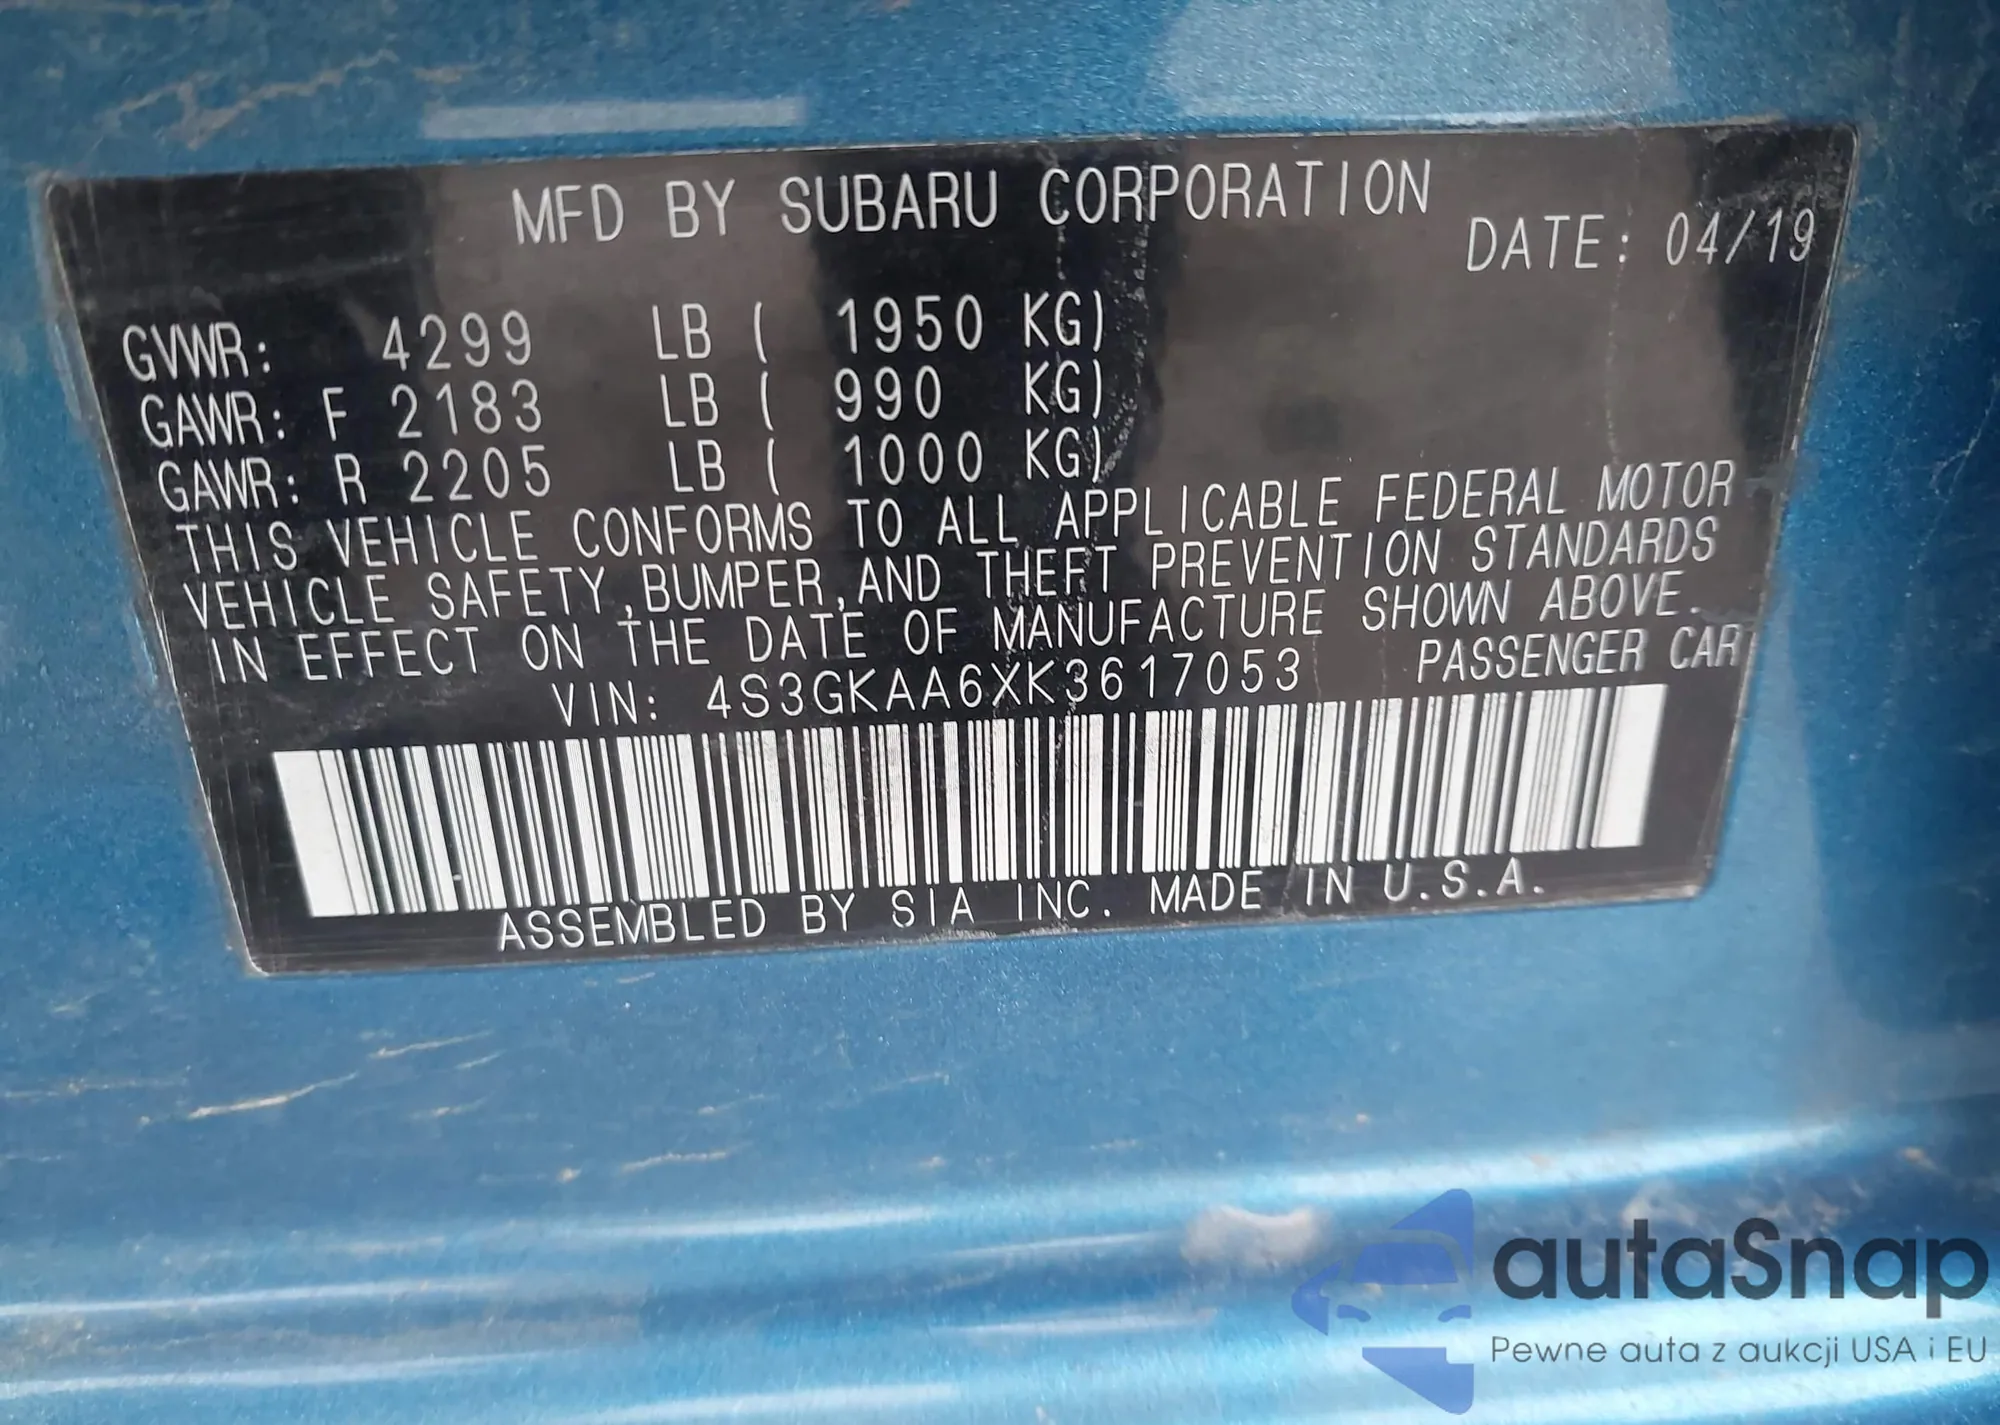 MFD BY SUBARU CORPORATION
DATE: 04/19
GVWR: 4299 LB ( 1950 KG)
GAWR: F 2183 LB ( 990 KG)
GAWR: R 2205 LB ( 1000 KG)
THIS VEHICLE CONFORMS TO ALL APPLICABLE FEDERAL MOTOR
VEHICLE SAFETY,BUMPER,AND THEFT PREVENTION STANDARDS
IN EFFECT ON THE DATE OF MANUFACTURE SHOWN ABOVE.
PASSENGER CAR
VIN: 4S3GKAA6XK3617053
ASSEMBLED BY SIA INC. MADE IN U.S.A.
autaSnap
Pewne auta z aukcji USA i EU